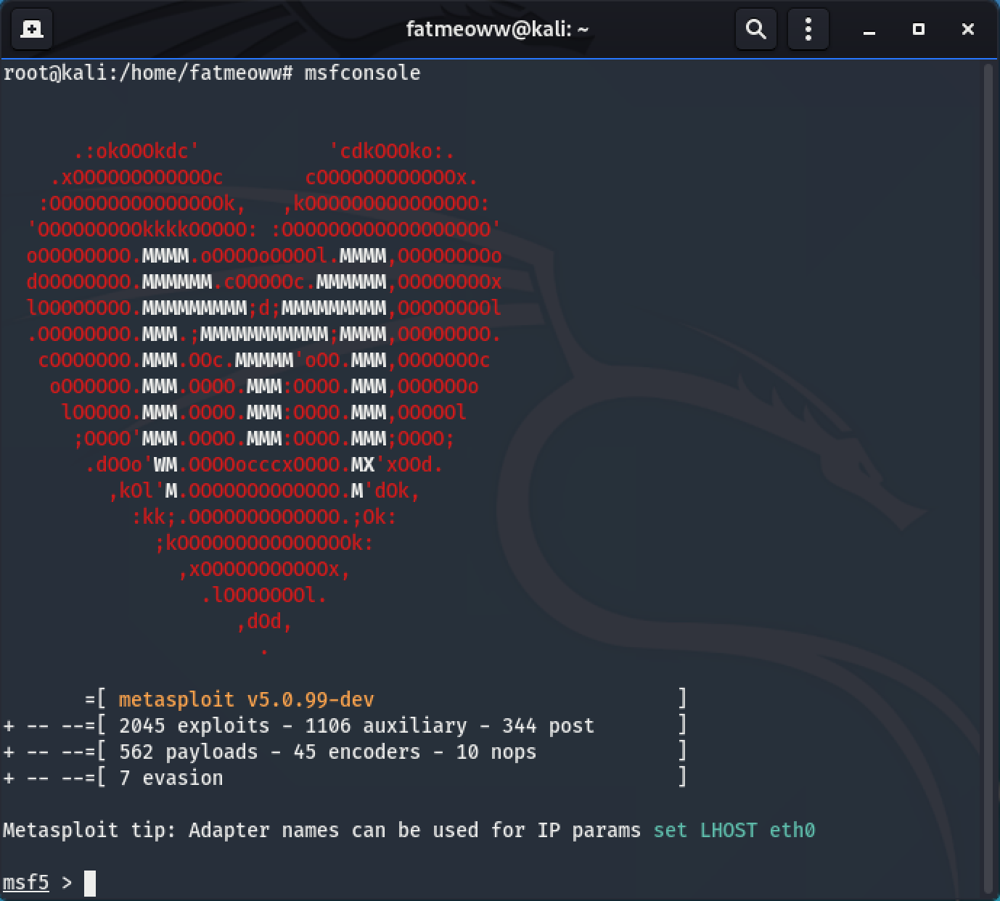 fatmeoww@kali: ~
root@kali:/home/fatmeoww# msfconsole
.:okOOOkdc'           'cdkOOOko:.
.xOOOOOOOOOOOOc       cOOOOOOOOOOOOx.
:OOOOOOOOOOOOOOOk,   ,kOOOOOOOOOOOOOOO:
'OOOOOOOOOkkkkOOOOO: :OOOOOOOOOOOOOOOOOO'
oOOOOOOOO.MMMM.oOOOOoOOOOl.MMMM,OOOOOOOOo
dOOOOOOOO.MMMMMM.cOOOOOc.MMMMMM,OOOOOOOOx
lOOOOOOOO.MMMMMMMMM;d;MMMMMMMMM,OOOOOOOOl
.OOOOOOOO.MMM.;MMMMMMMMMMM;MMMM,OOOOOOOO.
cOOOOOOO.MMM.OOc.MMMMM'oOO.MMM,OOOOOOOc
oOOOOOO.MMM.OOOO.MMM:OOOO.MMM,OOOOOOo
lOOOOO.MMM.OOOO.MMM:OOOO.MMM,OOOOOl
;OOOO'MMM.OOOO.MMM:OOOO.MMM;OOOO;
.dOOo'WM.OOOOocccxOOOO.MX'xOOd.
,kOl'M.OOOOOOOOOOOOO.M'dOk,
:kk;.OOOOOOOOOOOOO.;Ok:
;kOOOOOOOOOOOOOOOk:
,xOOOOOOOOOOOx,
.lOOOOOOOl.
,dOd,
.
=[ metasploit v5.0.99-dev                          ]
+ -- --=[ 2045 exploits - 1106 auxiliary - 344 post       ]
+ -- --=[ 562 payloads - 45 encoders - 10 nops            ]
+ -- --=[ 7 evasion                                       ]
Metasploit tip: Adapter names can be used for IP params set LHOST eth0
msf5 >